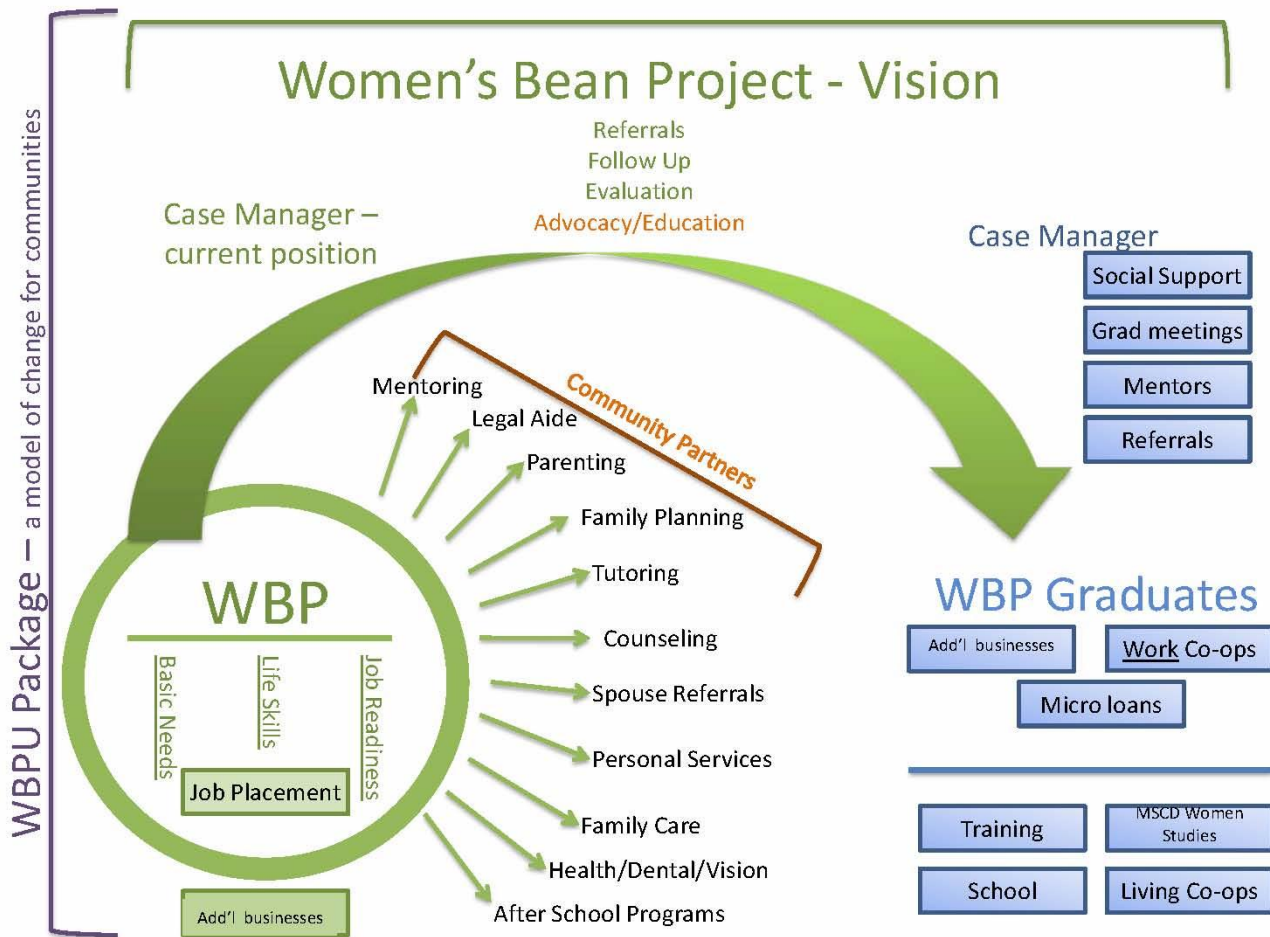 WBPU Package – a model of change for communities
Women's Bean Project - Vision
Referrals
Follow Up
Evaluation
Advocacy/Education
Case Manager –
current position
Case Manager
Social Support
Grad meetings
Mentors
Referrals
Community Partners
Mentoring
Legal Aide
Parenting
Family Planning
Tutoring
Counseling
Spouse Referrals
Personal Services
Family Care
Health/Dental/Vision
After School Programs
WBP
Basic Needs
Life Skills
Job Readiness
Job Placement
Add'l businesses
WBP Graduates
Add'l businesses
Work Co-ops
Micro loans
Training
MSCD Women
Studies
School
Living Co-ops